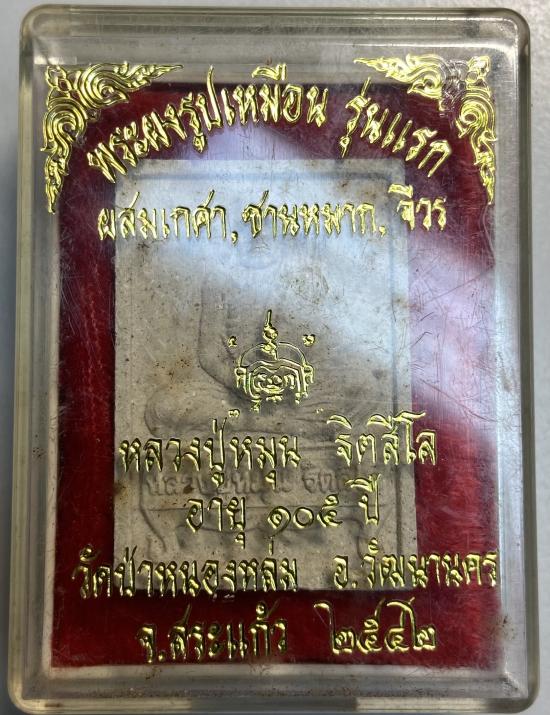 พระผงรูปเหมือน รุ่นแรก
ผสมเกศา, ชานหมาก, จีวร
หลวงปู่หมุน ฐิตสีโล
อายุ ๑๐๕ ปี
วัดป่าหนองหล่ม อ.วัฒนานคร
จ.สระแก้ว ๒๕๔๒